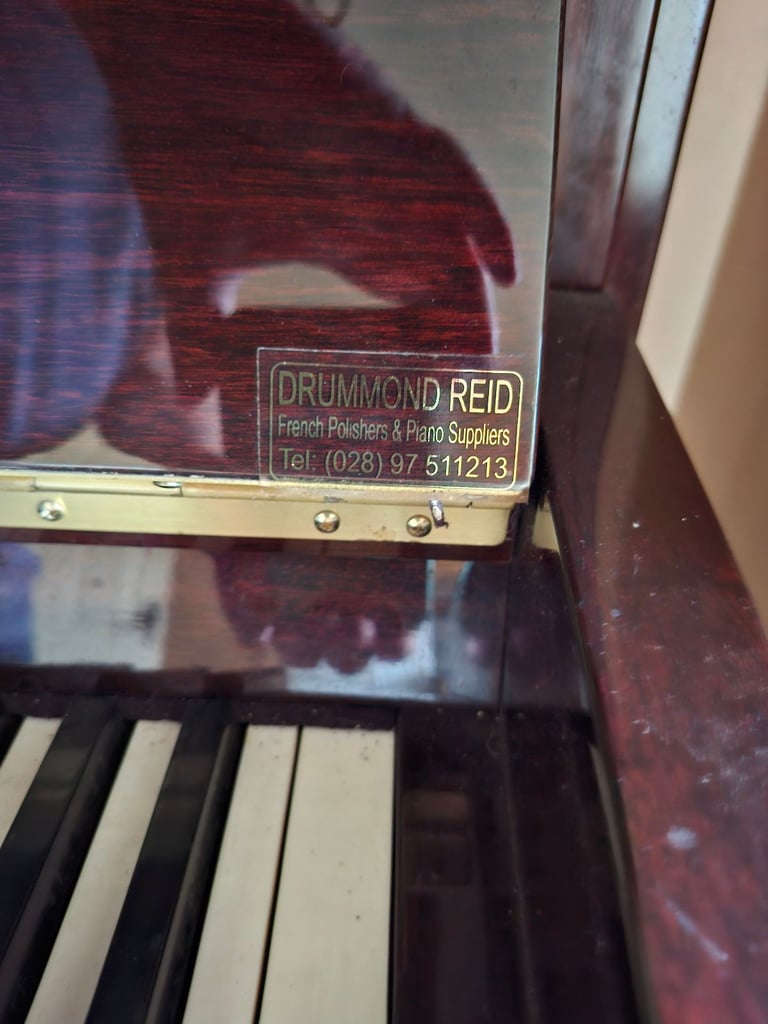 DRUMMOND REID
French Polishers & Piano Suppliers
Tel: (028) 97 511213